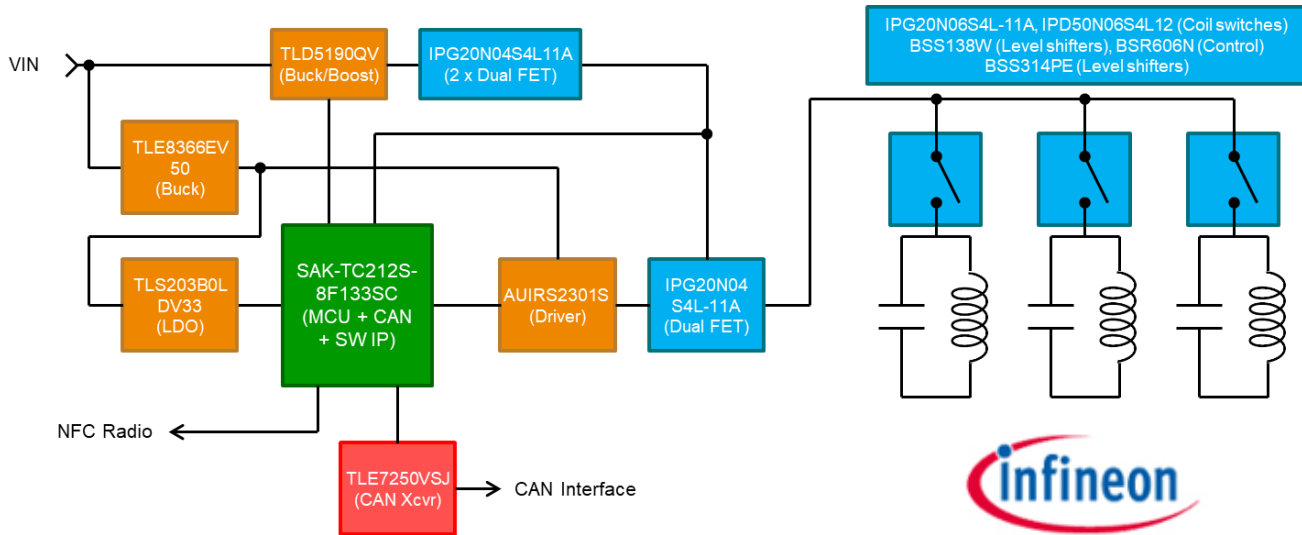 VIN
TLD5190QV
(Buck/Boost)
IPG20N04S4L11A
(2 x Dual FET)
IPG20N06S4L-11A, IPD50N06S4L12 (Coil switches)
BSS138W (Level shifters), BSR606N (Control)
BSS314PE (Level shifters)
TLE8366EV
50
(Buck)
TLS203B0L
DV33
(LDO)
SAK-TC212S-
8F133SC
(MCU + CAN
+ SW IP)
AUIRS2301S
(Driver)
IPG20N04
S4L-11A
(Dual FET)
NFC Radio
TLE7250VSJ
(CAN Xcvr)
CAN Interface
infineon